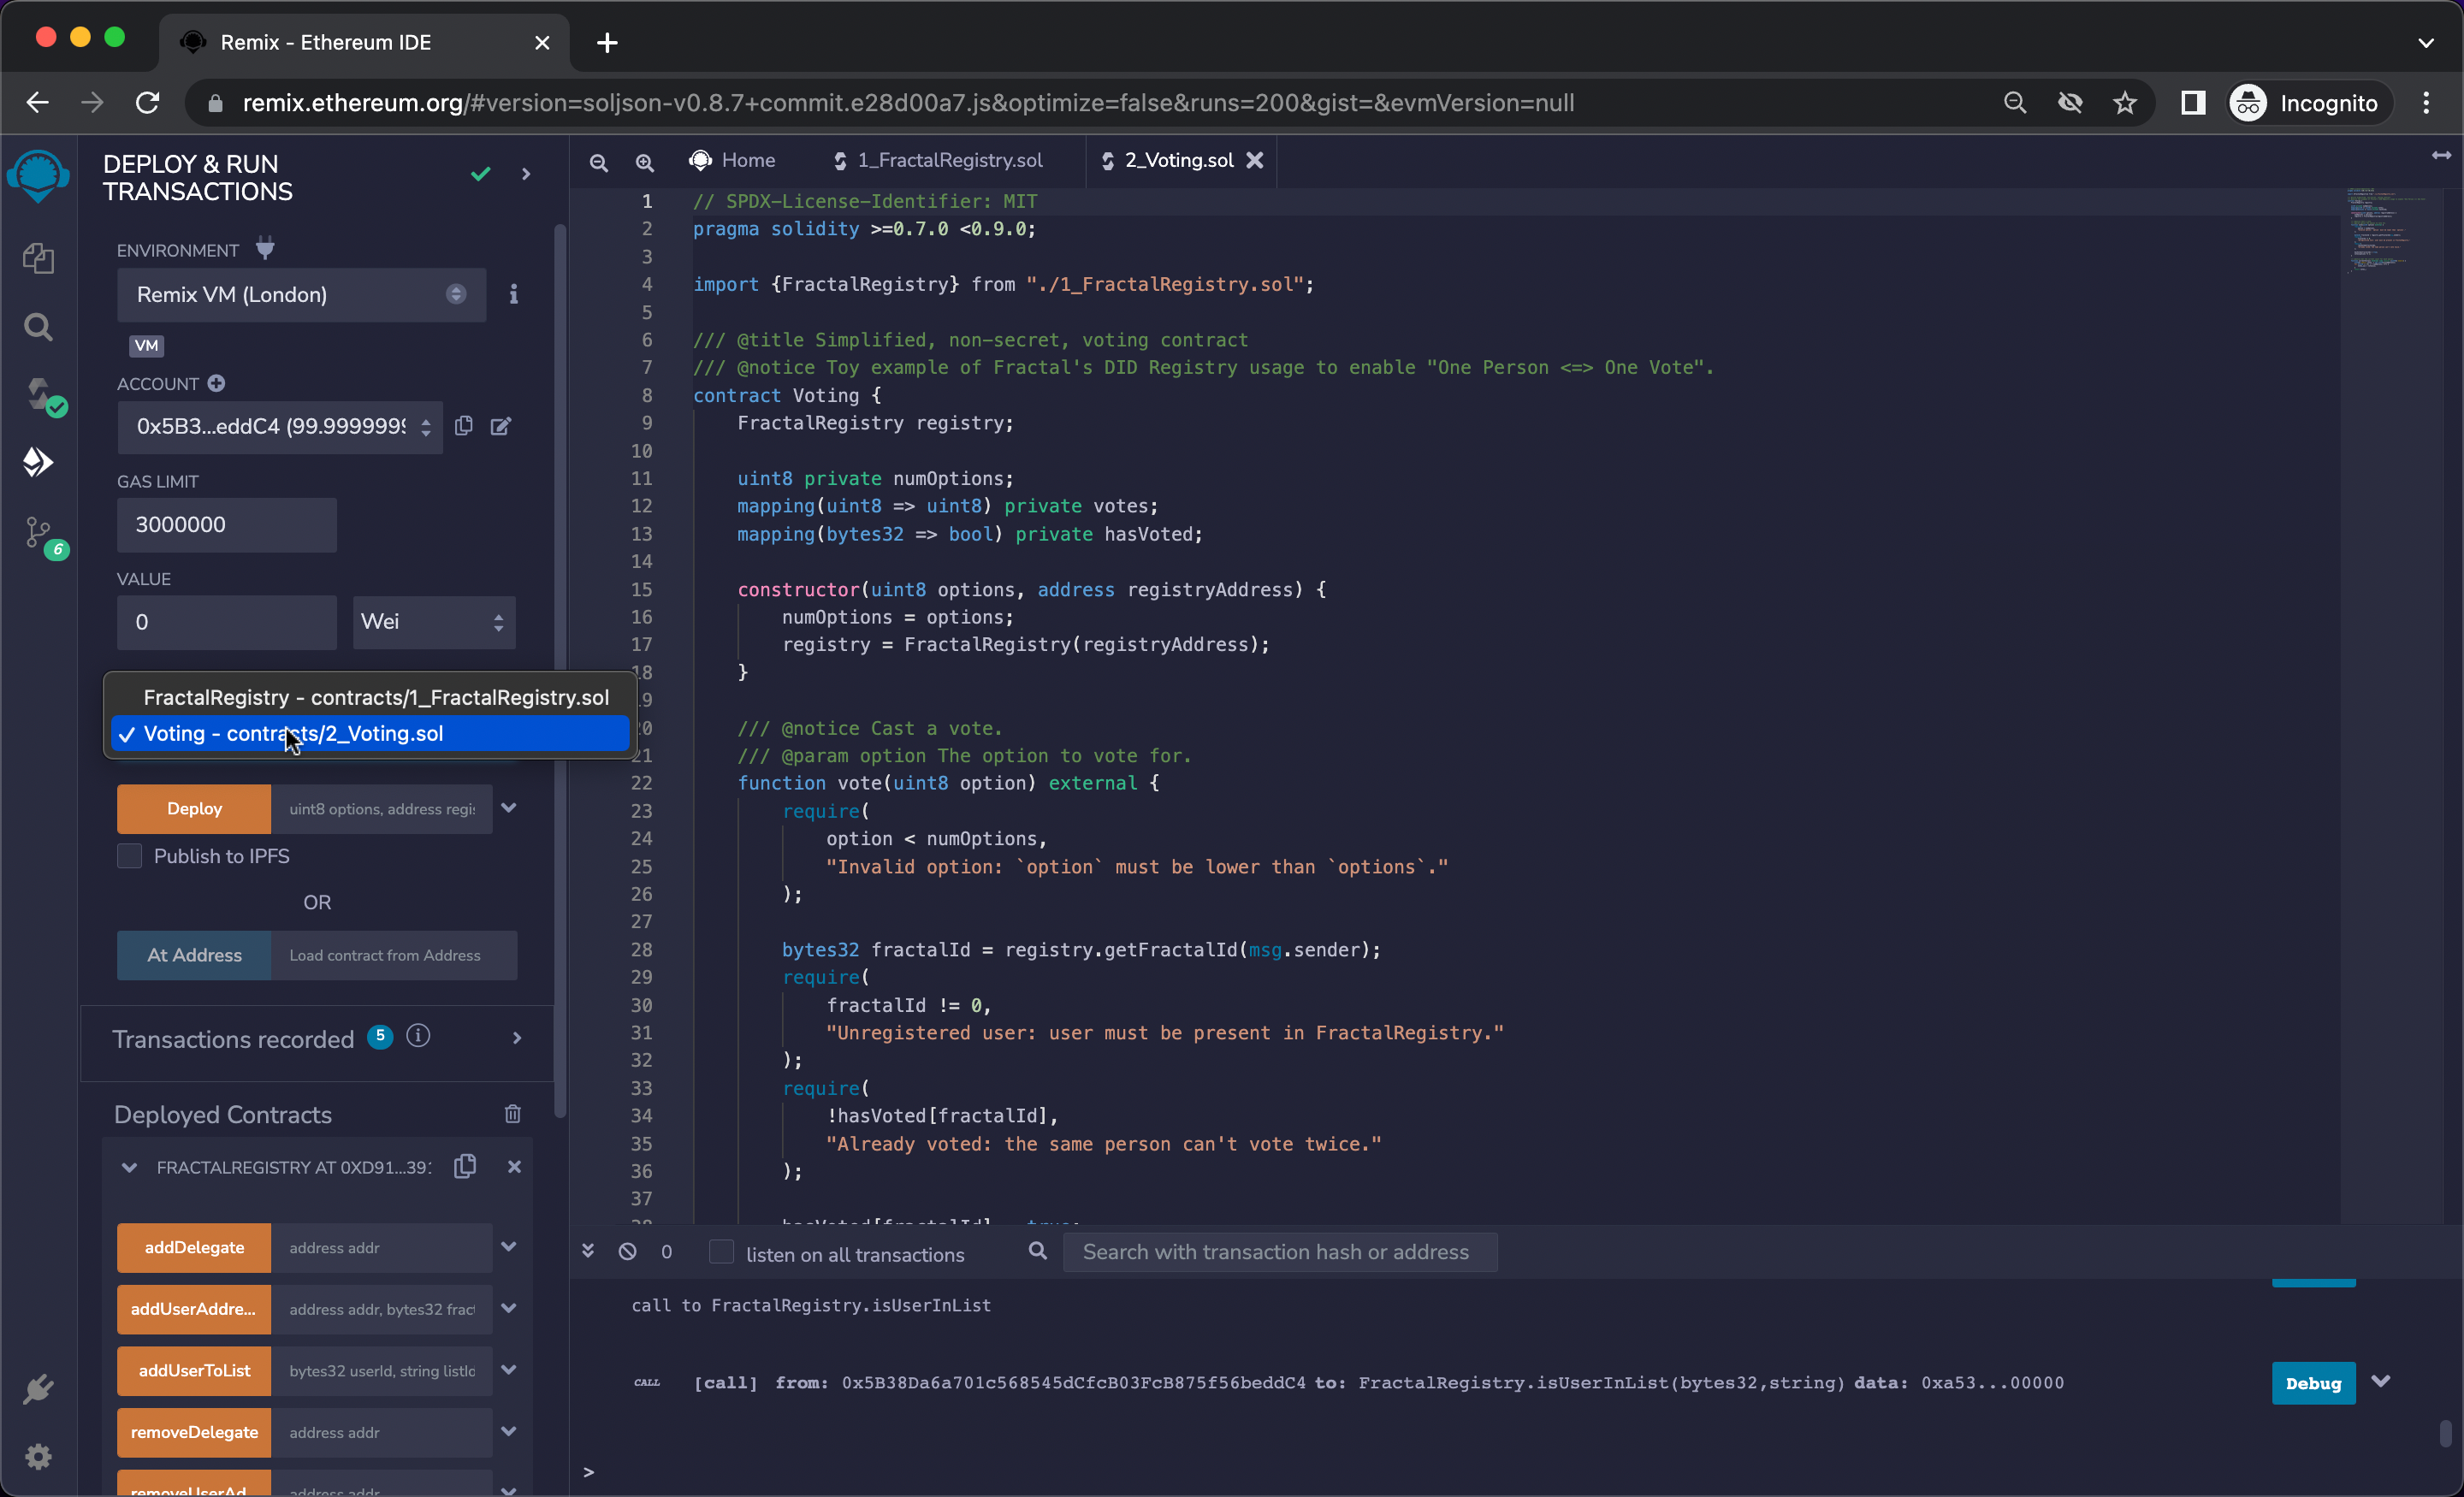 Remix - Ethereum IDE
remix.ethereum.org/#version=soljson-v0.8.7+commit.e28d00a7.js&optimize=false&runs=200&gist=&evmVersion=null
Incognito
DEPLOY & RUN
TRANSACTIONS
ENVIRONMENT
Remix VM (London)
VM
ACCOUNT
0x5B3...eddC4 (99.9999999
GAS LIMIT
3000000
VALUE
0
Wei
FractalRegistry - contracts/1_FractalRegistry.sol
✓ Voting - contracts/2_Voting.sol
Deploy
uint8 options, address regis
Publish to IPFS
OR
At Address
Load contract from Address
Transactions recorded 5 i
Deployed Contracts
FRACTALREGISTRY AT 0XD91...39
addDelegate
address addr
addUserAddre...
address addr, bytes32 fract
addUserToList
bytes32 userId, string listId
removeDelegate
address addr
removeUserAd
address addr
6
Home
1_FractalRegistry.sol
2_Voting.sol
1 // SPDX-License-Identifier: MIT
2 pragma solidity >=0.7.0 <0.9.0;
3
4 import {FractalRegistry} from "./1_FractalRegistry.sol";
5
6 /// @title Simplified, non-secret, voting contract
7 /// @notice Toy example of Fractal's DID Registry usage to enable "One Person <=> One Vote".
8 contract Voting {
9 FractalRegistry registry;
10
11 uint8 private numOptions;
12 mapping(uint8 => uint8) private votes;
13 mapping(bytes32 => bool) private hasVoted;
14
15 constructor(uint8 options, address registryAddress) {
16 numOptions = options;
17 registry = FractalRegistry(registryAddress);
18 }
9
0 /// @notice Cast a vote.
21 /// @param option The option to vote for.
22 function vote(uint8 option) external {
23 require(
24 option < numOptions,
25 "Invalid option: `option` must be lower than `options`."
26 );
27
28 bytes32 fractalId = registry.getFractalId(msg.sender);
29 require(
30 fractalId != 0,
31 "Unregistered user: user must be present in FractalRegistry."
32 );
33 require(
34 !hasVoted[fractalId],
35 "Already voted: the same person can't vote twice."
36 );
37
0
listen on all transactions
Search with transaction hash or address
call to FractalRegistry.isUserInList
CALL [call] from: 0x5B38Da6a701c568545dCfcB03FcB875f56beddC4 to: FractalRegistry.isUserInList(bytes32,string) data: 0xa53...00000
Debug
>